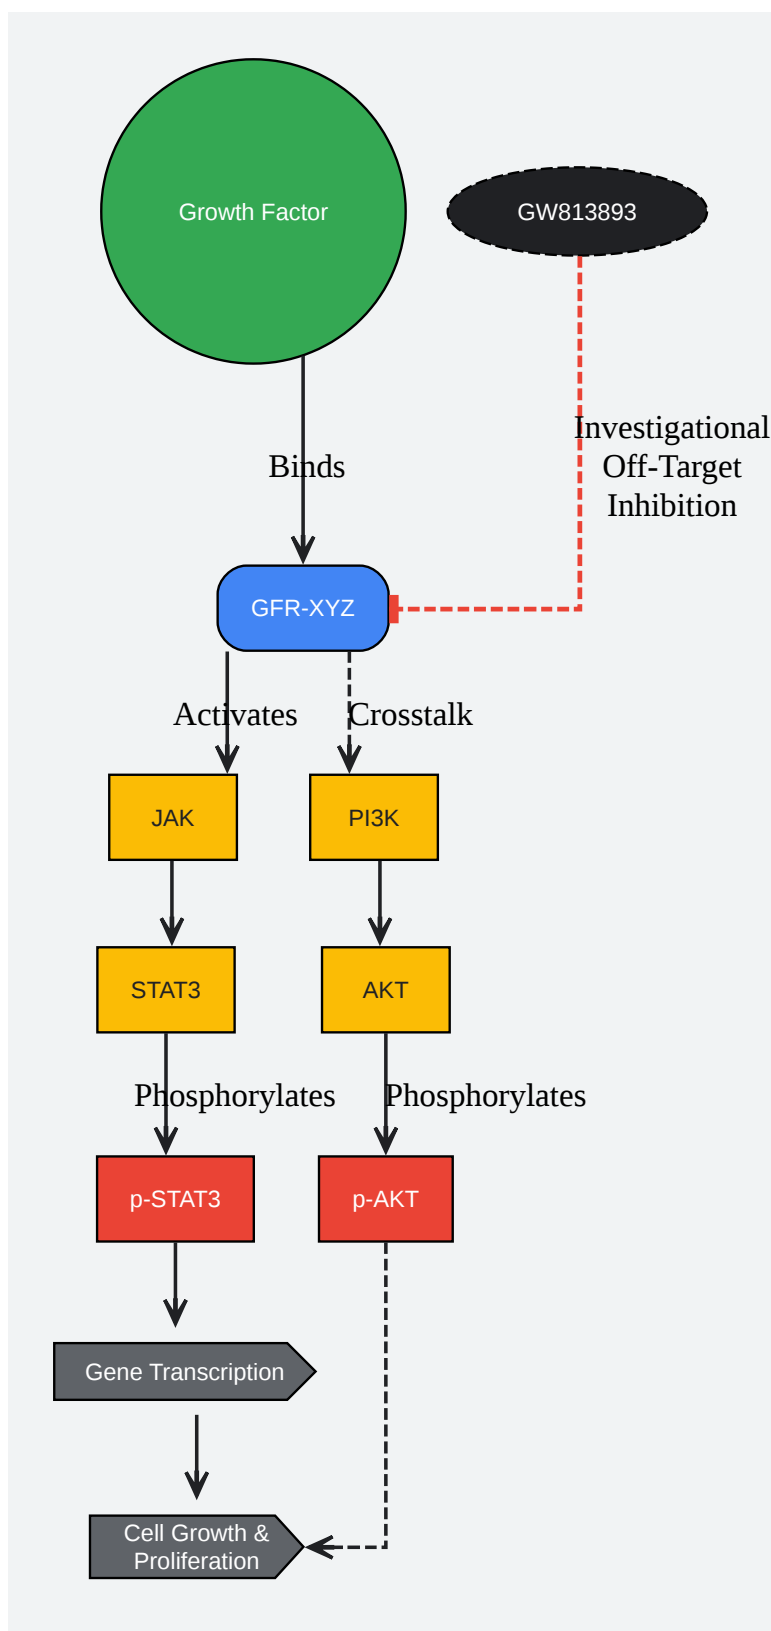 Growth Factor
GW813893
Binds
Investigational
Off-Target
Inhibition
GFR-XYZ
Activates
Crosstalk
JAK
PI3K
STAT3
AKT
Phosphorylates
Phosphorylates
p-STAT3
p-AKT
Gene Transcription
Cell Growth &
Proliferation